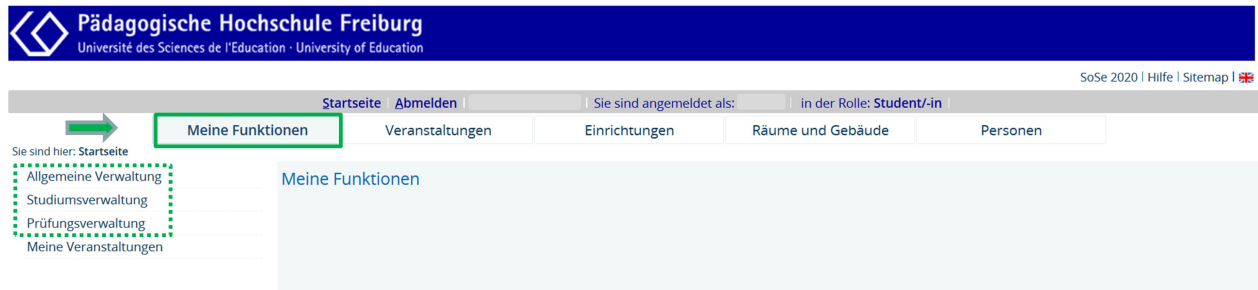 Pädagogische Hochschule Freiburg
Université des Sciences de l'Education · University of Education
SoSe 2020 | Hilfe | Sitemap |
Startseite | Abmelden | | Sie sind angemeldet als: | in der Rolle: Student/-in |
Meine Funktionen Veranstaltungen Einrichtungen Räume und Gebäude Personen
Sie sind hier: Startseite
Allgemeine Verwaltung
Meine Funktionen
Studiumsverwaltung
Prüfungsverwaltung
Meine Veranstaltungen